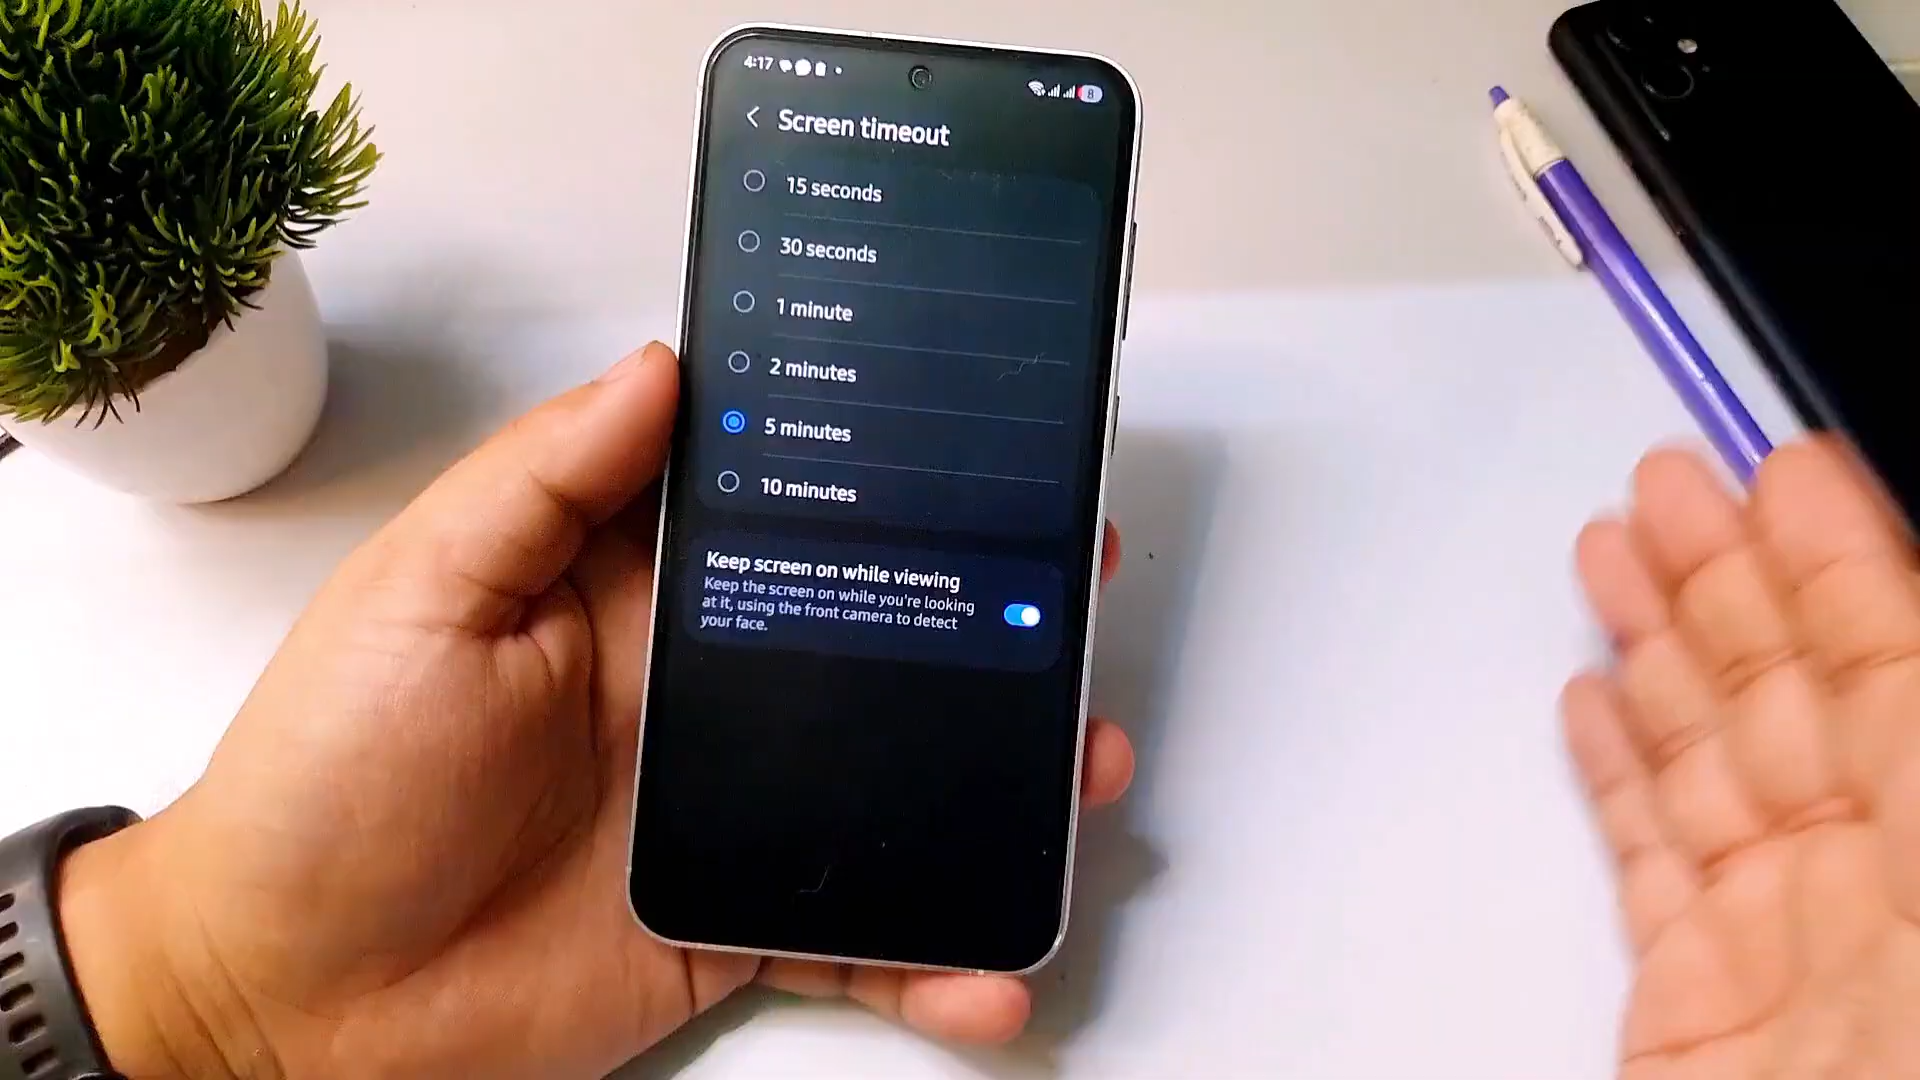 4:17
8
Screen timeout
15 seconds
30 seconds
1 minute
2 minutes
5 minutes
10 minutes
Keep screen on while viewing
Keep the screen on while you're looking
at it, using the front camera to detect
your face.